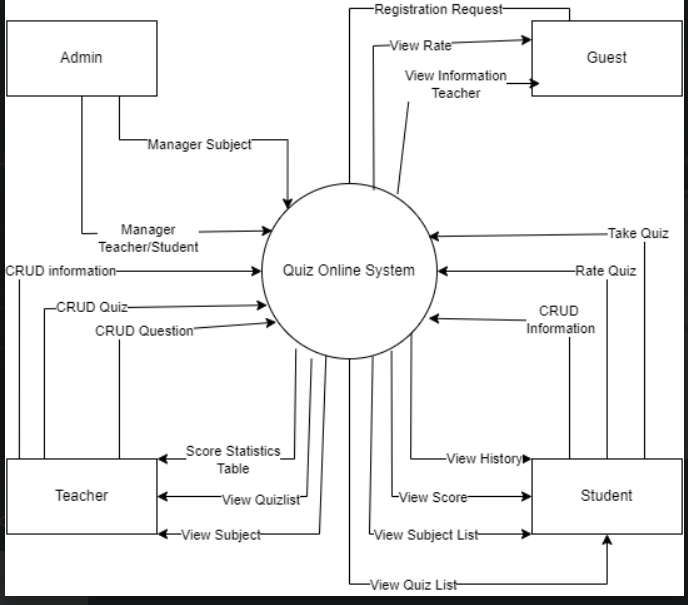 Registration Request
Admin
View Rate
Guest
View Information
Teacher
Manager Subject
Manager
Teacher/Student
Take Quiz
CRUD information
Quiz Online System
Rate Quiz
CRUD Quiz
CRUD
Information
CRUD Question
Score Statistics
Table
View History
Teacher
View Quizlist
View Score
Student
View Subject
View Subject List
View Quiz List